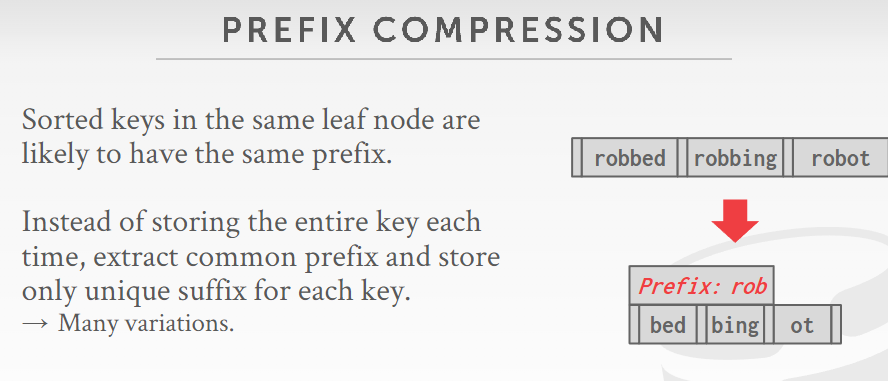 PREFIX COMPRESSION
Sorted keys in the same leaf node are
likely to have the same prefix.
Instead of storing the entire key each
time, extract common prefix and store
only unique suffix for each key.
→ Many variations.
robbed robbing robot
Prefix: rob
bed bing ot